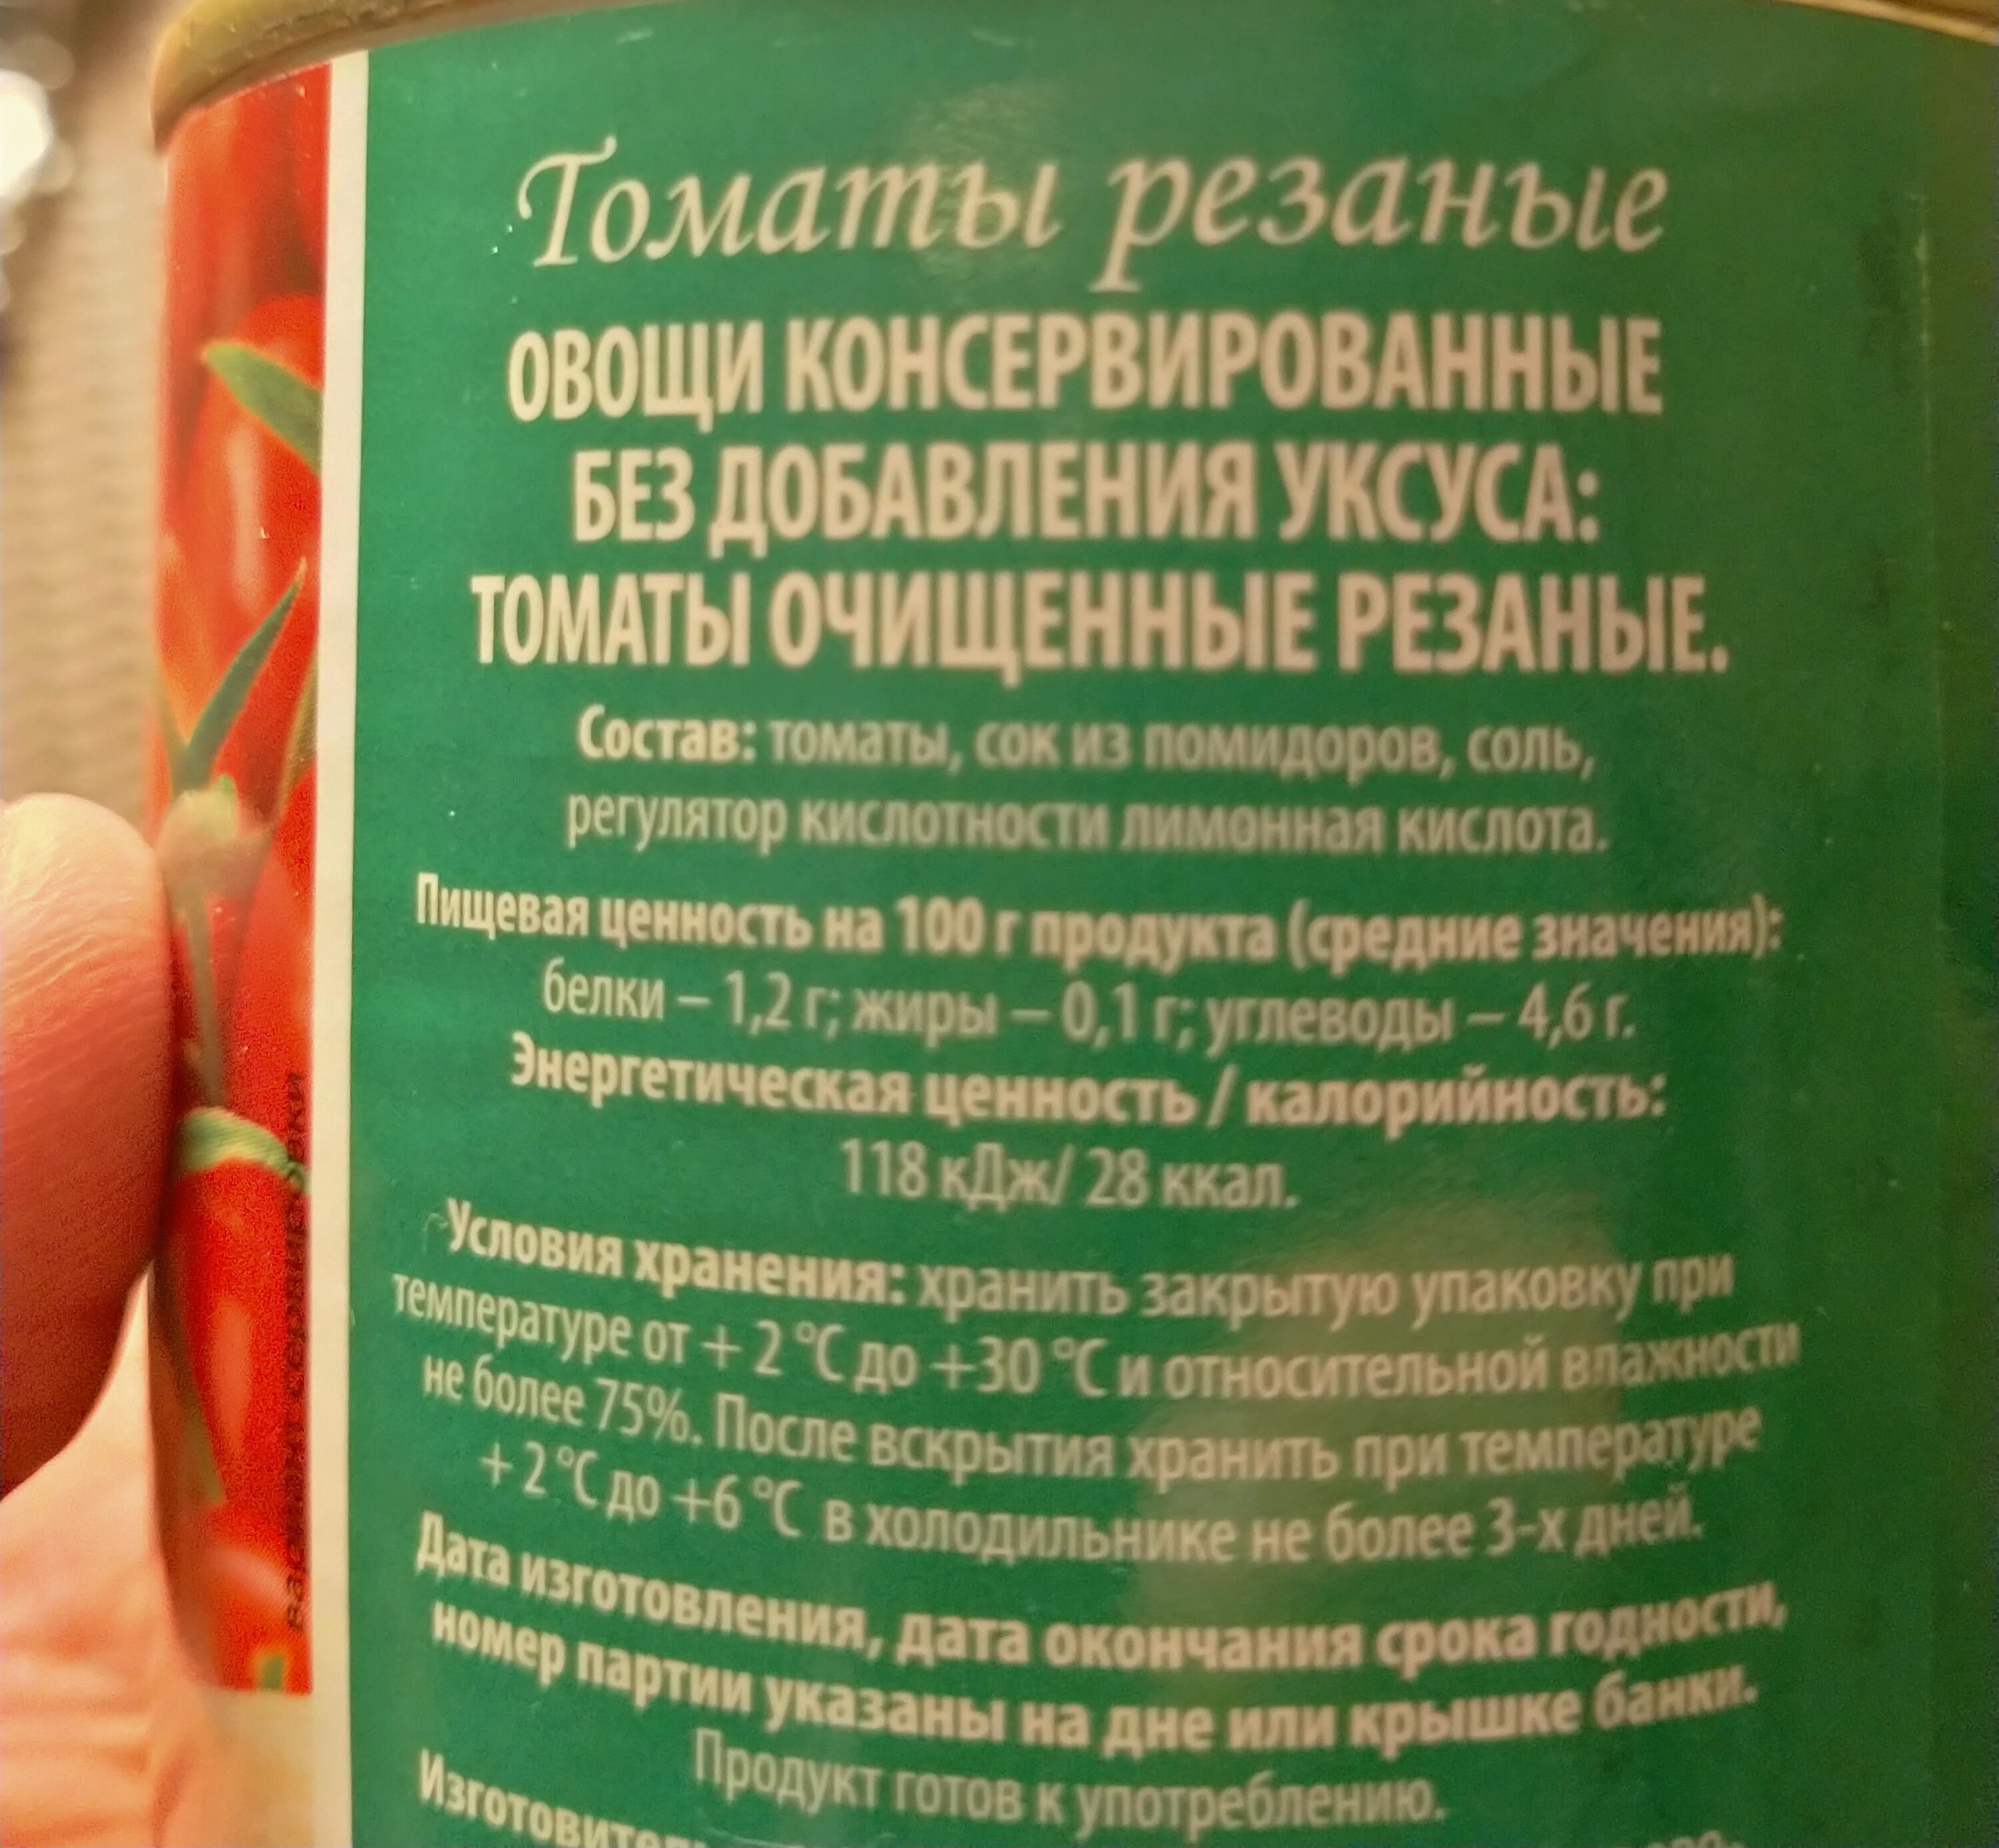 Томаты резаные
ОВОЩИ КОНСЕРВИРОВАННЫЕ
БЕЗ ДОБАВЛЕНИЯ УКСУСА:
ТОМАТЫ ОЧИЩЕННЫЕ РЕЗАНЫЕ.
Состав: томаты, сок из помидоров, соль,
регулятор кислотности лимонная кислота.
Пищевая ценность на 100 г продукта (средние значения):
белки – 1,2 г; жиры – 0,1 г; углеводы – 4,6 г.
Энергетическая ценность / калорийность:
118 кДж/ 28 ккал.
Условия хранения: хранить закрытую упаковку при
температуре от + 2 °C до +30 °C и относительной влажности
не более 75%. После вскрытия хранить при температуре
+ 2 °C до +6 °C в холодильнике не более 3-х дней.
Дата изготовления, дата окончания срока годности,
номер партии указаны на дне или крышке банки.
Продукт готов к употреблению.